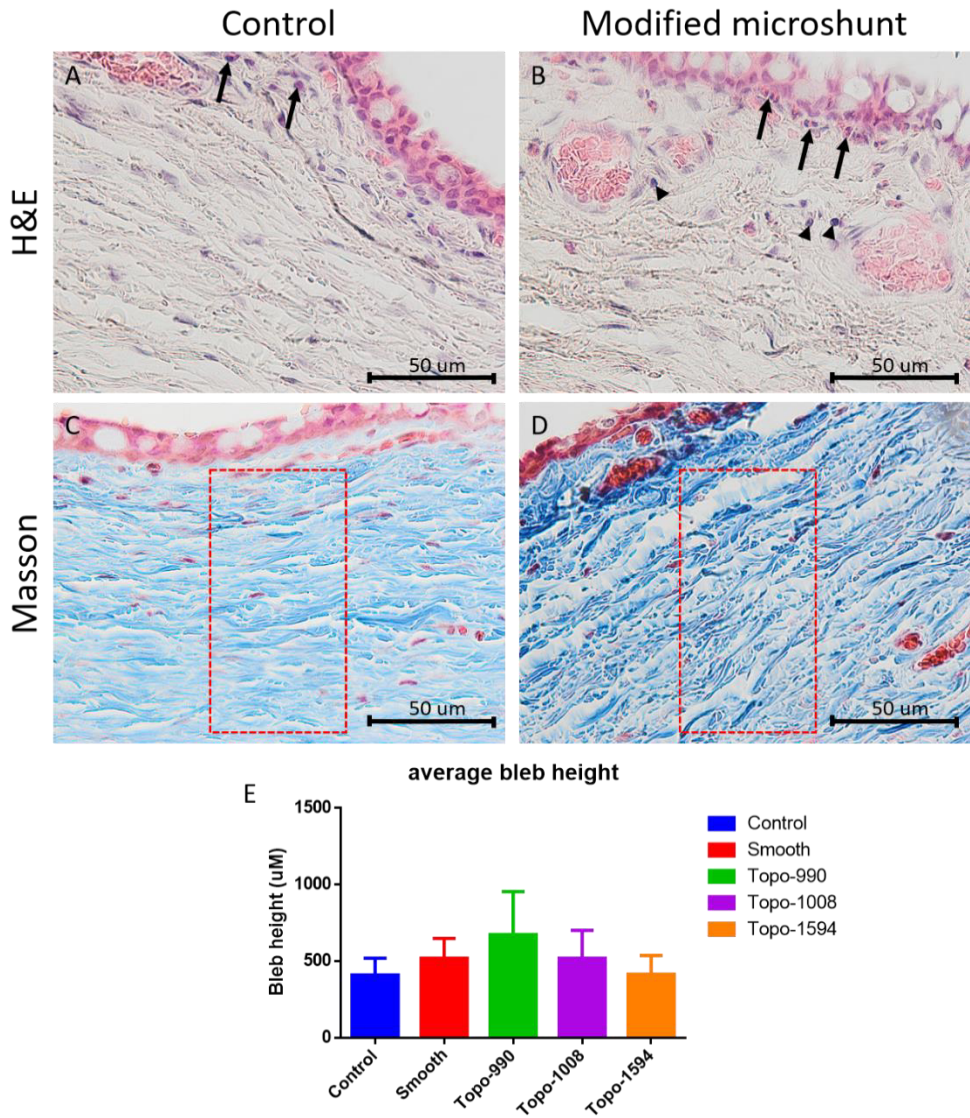 Control
Modified microshunt
H&E
A
50 um
B
50 um
Masson
C
50 um
D
50 um
average bleb height
E
Bleb height (uM)
1500
1000
500
0
Control
Smooth
Topo-990
Topo-1008
Topo-1594
Control
Smooth
Topo-990
Topo-1008
Topo-1594